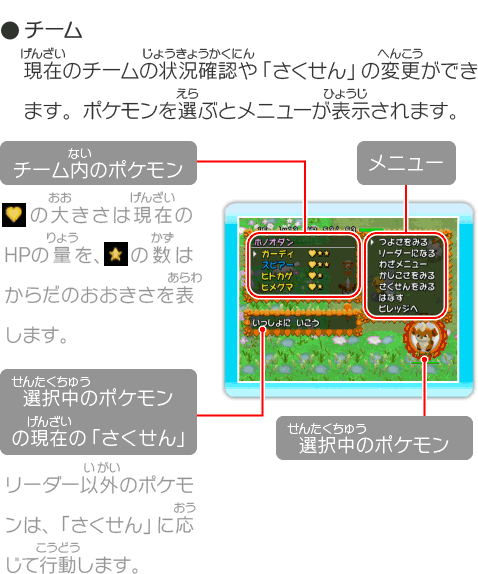 ● チーム
げんざい じょうきょうかくにん へんこう
現在のチームの状況確認や「さくせん」の変更ができ
えら ひょうじ
ます。ポケモンを選ぶとメニューが表示されます。
ない
チーム内のポケモン
メニュー
おお げんざい
の大きさは現在の
りょう かず
HPの量を、の数は
あらわ
からだのおおきさを表
します。
ホノオタン
ガーディ
スピアー
ヒトカゲ
ヒメグマ
つよさをみる
リーダーになる
わざメニュー
かしこさをみる
さくせんをみる
はなす
ビレッジへ
いっしょに いこう
せんたくちゅう
選択中のポケモン
げんざい
の現在の「さくせん」
せんたくちゅう
選択中のポケモン
いがい
リーダー以外のポケモ
おう
ンは、「さくせん」に応
こうどう
じて行動します。